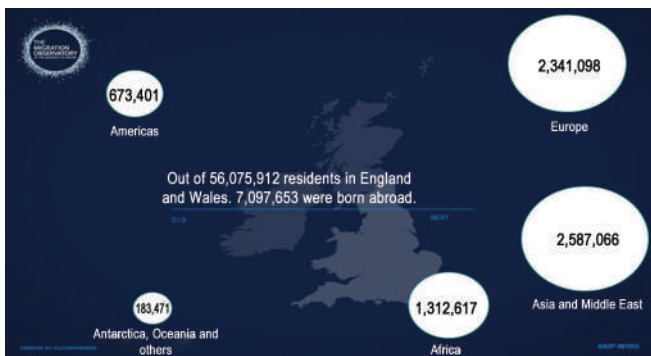 THE
MIGRATION
OBSERVATORY
673,401
Americas
2,341,098
Europe
Out of 56,075,912 residents in England
and Wales. 7,097,653 were born abroad.
NEXT
2,587,066
Asia and Middle East
183,471
Antarctica, Oceania and
others
1,312,617
Africa